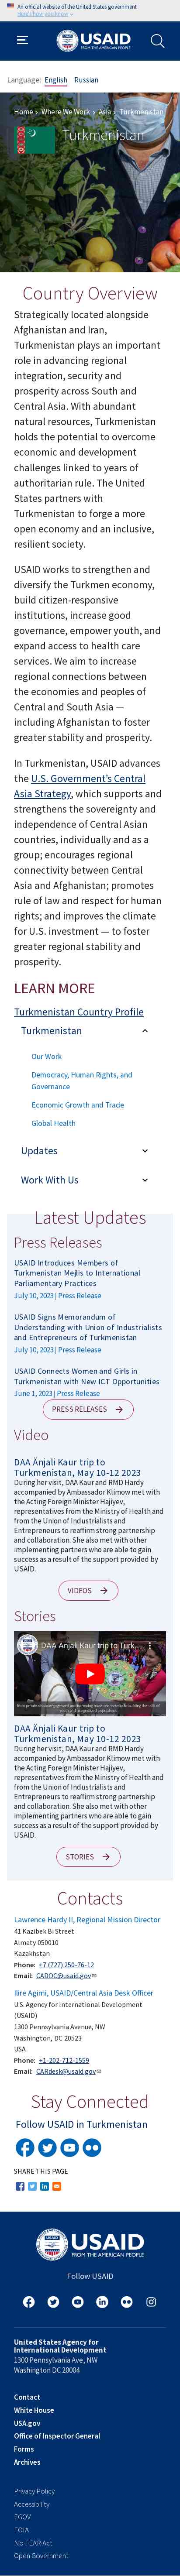 An official website of the United States government
Here's how you know
USAID
FROM THE AMERICAN PEOPLE
Language: English Russian
Home › Where We Work › Asia › Turkmenistan
Turkmenistan
Country Overview
Strategically located alongside
Afghanistan and Iran,
Turkmenistan plays an important
role in advancing regional
integration, security and
prosperity across South and
Central Asia. With abundant
natural resources, Turkmenistan
holds the potential to overcome
economic and development
challenges fueled by a history of
authoritarian rule. The United
States partners with
Turkmenistan to forge a more
open economy and an inclusive,
resilient society.
USAID works to strengthen and
diversify the Turkmen economy,
build citizen-responsive
institutions, increase good
governance, empower youth, and
expand access to health care
services. We aim to increase
regional connections between
the economies and peoples of
Central and South Asia —
including Afghanistan to foster
greater stability and prosperity.
In Turkmenistan, USAID advances
the U.S. Government's Central
Asia Strategy, which supports and
strengthens the sovereignty and
independence of Central Asian
countries, individually and as a
group; encourages regional
connectivity between Central
Asia and Afghanistan; promotes
rule of law and respect for human
rights, and improves the climate
for U.S. investment — to foster
greater regional stability and
prosperity.
LEARN MORE
Turkmenistan Country Profile
Turkmenistan
Our Work
Democracy, Human Rights, and
Governance
Economic Growth and Trade
Global Health
Updates
Work With Us
Latest Updates
Press Releases
USAID Introduces Members of
Turkmenistan Mejlis to International
Parliamentary Practices
July 10, 2023 | Press Release
USAID Signs Memorandum of
Understanding with Union of Industrialists
and Entrepreneurs of Turkmenistan
July 10, 2023 | Press Release
USAID Connects Women and Girls in
Turkmenistan with New ICT Opportunities
June 1, 2023 | Press Release
PRESS RELEASES
Video
DAA Änjali Kaur trip to
Turkmenistan, May 10-12 2023
During her visit, DAA Kaur and RMD Hardy
accompanied by Ambassador Klimow met with
the Acting Foreign Minister Hajiyev,
representatives from the Ministry of Health and
the Union of Industrialists and
Entrepreneurs to reaffirm strong partnership on
collaboration. She also met with other
implementing partners who were able to gain
success as a result of the support provided by
USAID.
VIDEOS
Stories
DAA Änjali Kaur trip to Turk...
DAA Änjali Kaur trip to
Turkmenistan, May 10-12 2023
During her visit, DAA Kaur and RMD Hardy
accompanied by Ambassador Klimow met with
the Acting Foreign Minister Hajiyev,
representatives from the Ministry of Health and
the Union of Industrialists and
Entrepreneurs to reaffirm strong partnership on
collaboration. She also met with other
implementing partners who were able to gain
success as a result of the support provided by
USAID.
STORIES
Contacts
Lawrence Hardy II, Regional Mission Director
41 Kazibek Bi Street
Almaty 050010
Kazakhstan
Phone: +7 (727) 250-76-12
Email: CADOC@usaid.gov
Ilire Agimi, USAID/Central Asia Desk Officer
U.S. Agency for International Development
(USAID)
1300 Pennsylvania Avenue, NW
Washington, DC 20523
USA
Phone: +1-202-712-1559
Email: CARdesk@usaid.gov
Stay Connected
Follow USAID in Turkmenistan
SHARE THIS PAGE
USAID
FROM THE AMERICAN PEOPLE
Follow USAID
United States Agency for
International Development
1300 Pennsylvania Ave, NW
Washington DC 20004
Contact
White House
USA.gov
Office of Inspector General
Forms
Archives
Privacy Policy
Accessibility
EGOV
FOIA
No FEAR Act
Open Government